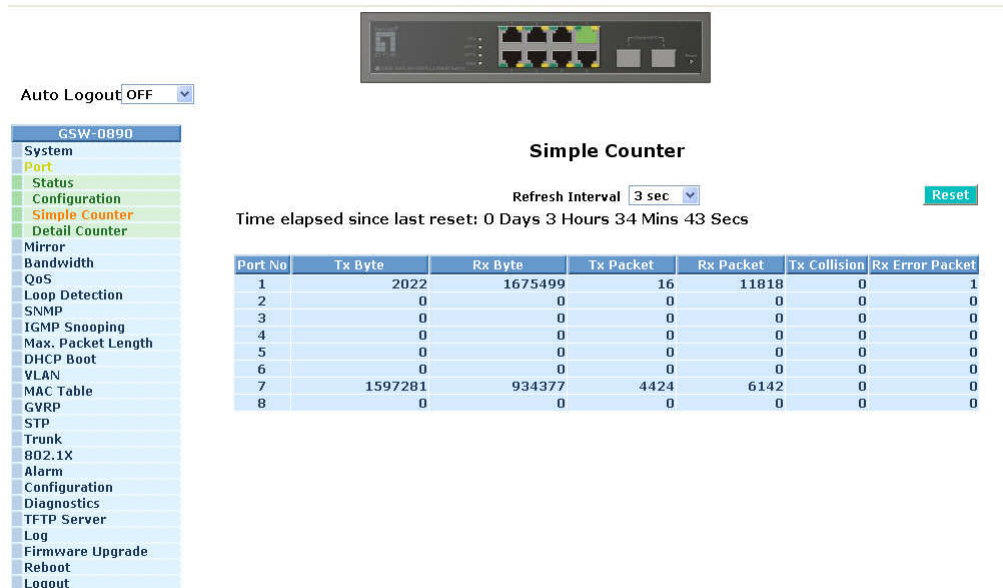 Auto Logout OFF
GSW-0890
System
Port
Status
Configuration
Simple Counter
Detail Counter
Mirror
Bandwidth
QoS
Loop Detection
SNMP
IGMP Snooping
Max. Packet Length
DHCP Boot
VLAN
MAC Table
GVRP
STP
Trunk
802.1X
Alarm
Configuration
Diagnostics
TFTP Server
Log
Firmware Upgrade
Reboot
Logout
Simple Counter
Refresh Interval 3 sec Reset
Time elapsed since last reset: 0 Days 3 Hours 34 Mins 43 Secs
Port No Tx Byte Rx Byte Tx Packet Rx Packet Tx Collision Rx Error Packet
1 2022 1675499 16 11818 0 1
2 0 0 0 0 0 0
3 0 0 0 0 0 0
4 0 0 0 0 0 0
5 0 0 0 0 0 0
6 0 0 0 0 0 0
7 1597281 934377 4424 6142 0 0
8 0 0 0 0 0 0